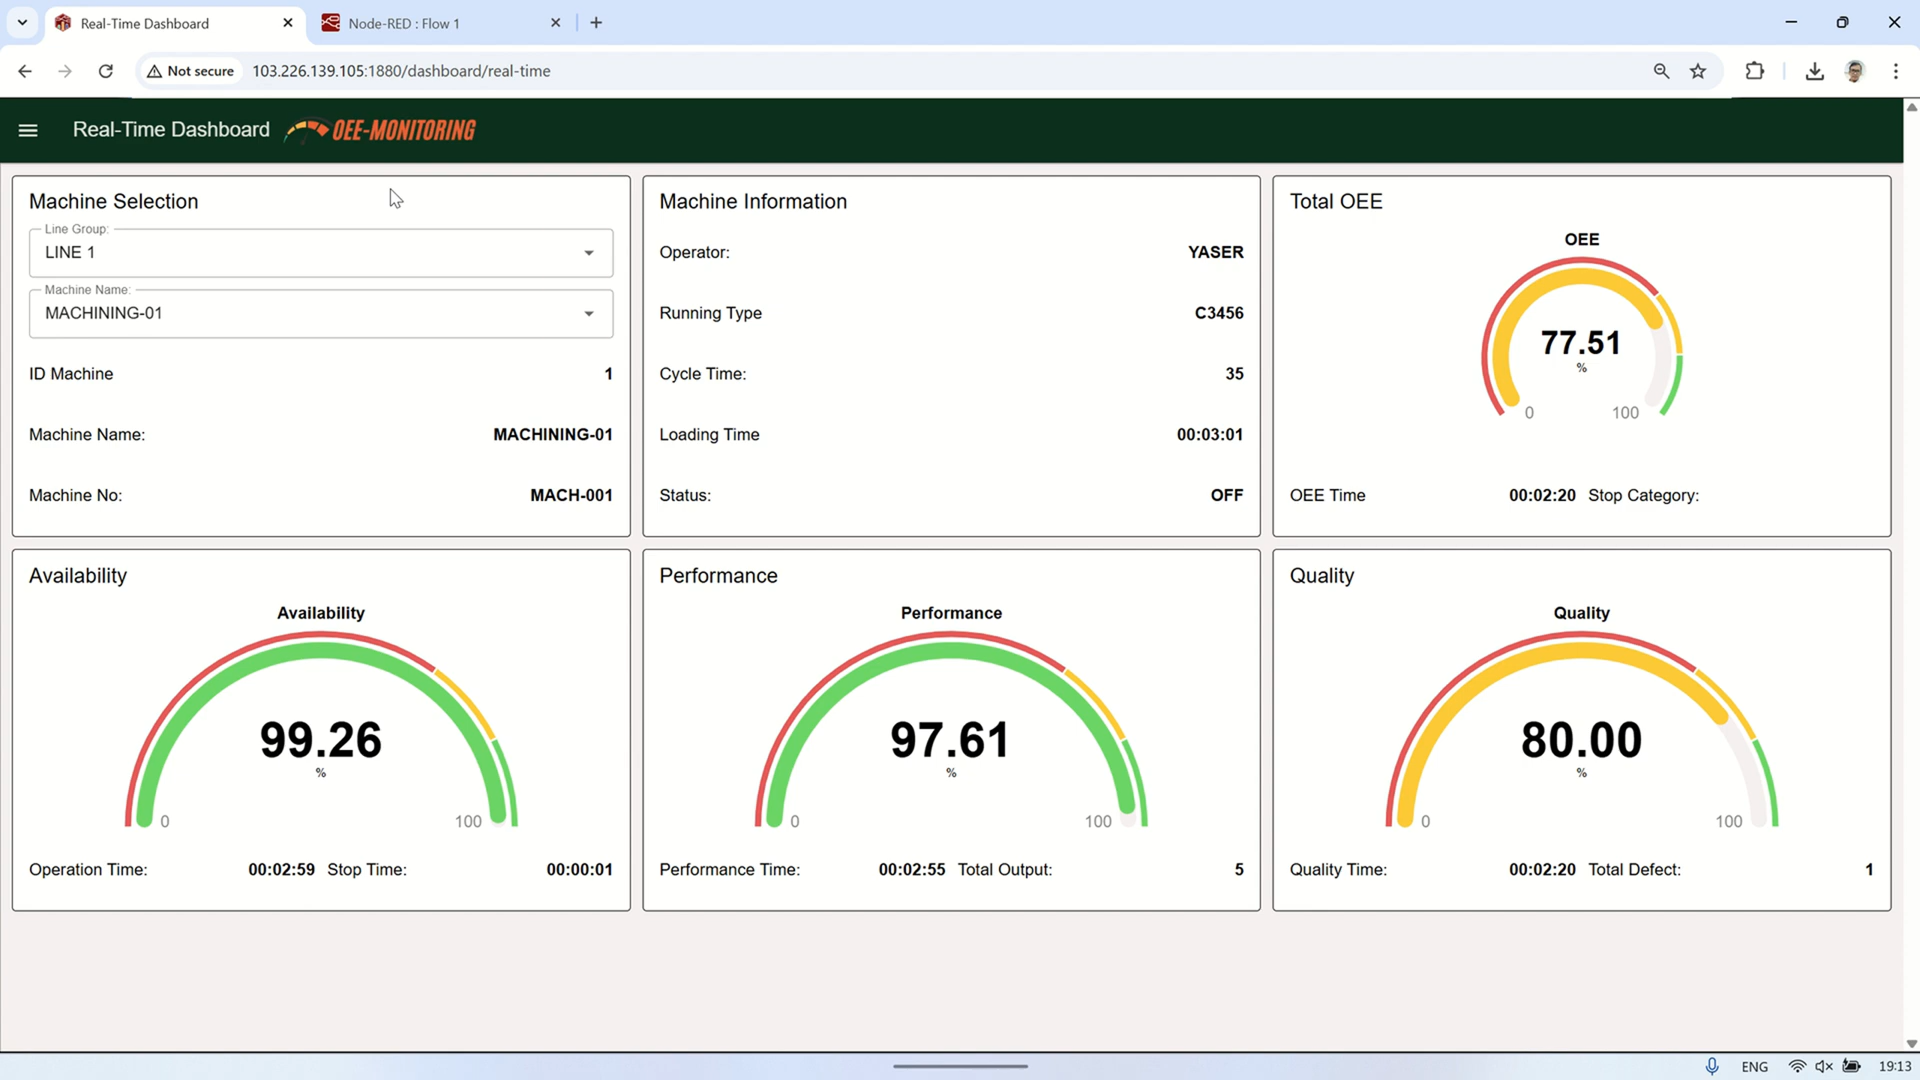 Real-Time Dashboard
Node-RED : Flow 1
Not secure
103.226.139.105:1880/dashboard/real-time
Real-Time Dashboard
OEE-MONITORING
Machine Selection
Line Group:
LINE 1
Machine Name:
MACHINING-01
ID Machine 1
Machine Name: MACHINING-01
Machine No: MACH-001
Machine Information
Operator: YASER
Running Type C3456
Cycle Time: 35
Loading Time 00:03:01
Status: OFF
Total OEE
OEE
77.51
%
0 100
OEE Time 00:02:20 Stop Category:
Availability
Availability
99.26
%
0 100
Operation Time: 00:02:59 Stop Time: 00:00:01
Performance
Performance
97.61
%
0 100
Performance Time: 00:02:55 Total Output: 5
Quality
Quality
80.00
%
0 100
Quality Time: 00:02:20 Total Defect: 1
ENG
19:13